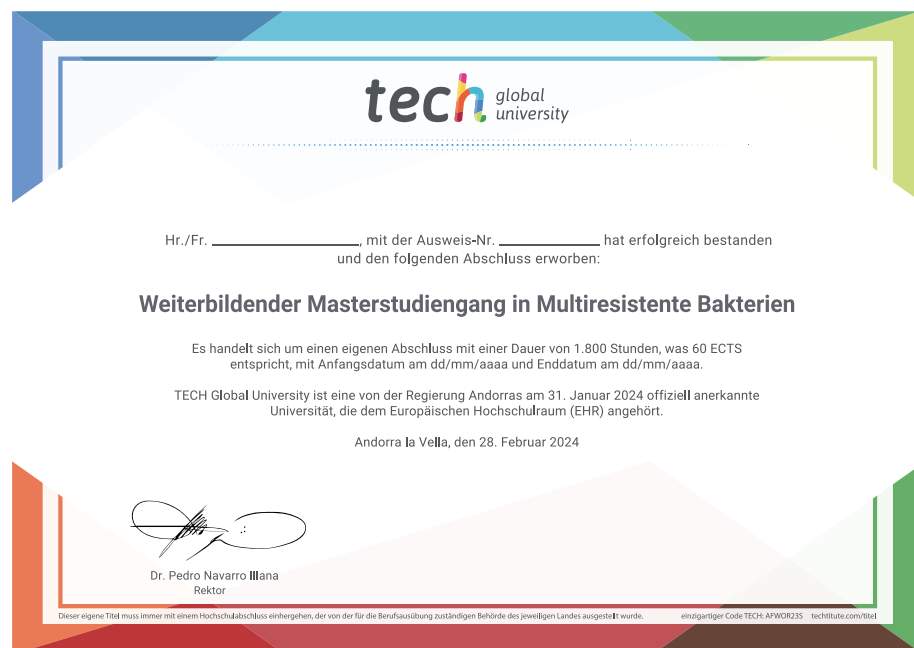 tech global university
Hr./Fr. ____________________, mit der Ausweis-Nr. ______________ hat erfolgreich bestanden
und den folgenden Abschluss erworben:
Weiterbildender Masterstudiengang in Multiresistente Bakterien
Es handelt sich um einen eigenen Abschluss mit einer Dauer von 1.800 Stunden, was 60 ECTS
entspricht, mit Anfangsdatum am dd/mm/aaaa und Enddatum am dd/mm/aaaa.
TECH Global University ist eine von der Regierung Andorras am 31. Januar 2024 offiziell anerkannte
Universität, die dem Europäischen Hochschulraum (EHR) angehört.
Andorra la Vella, den 28. Februar 2024
Dr. Pedro Navarro Illana
Rektor
Dieser eigene Titel muss immer mit einem Hochschulabschluss einhergehen, der von der für die Berufsausübung zuständigen Behörde des jeweiligen Landes ausgestellt wurde. einzigartiger Code TECH: AFWOR23S techtitute.com/titel